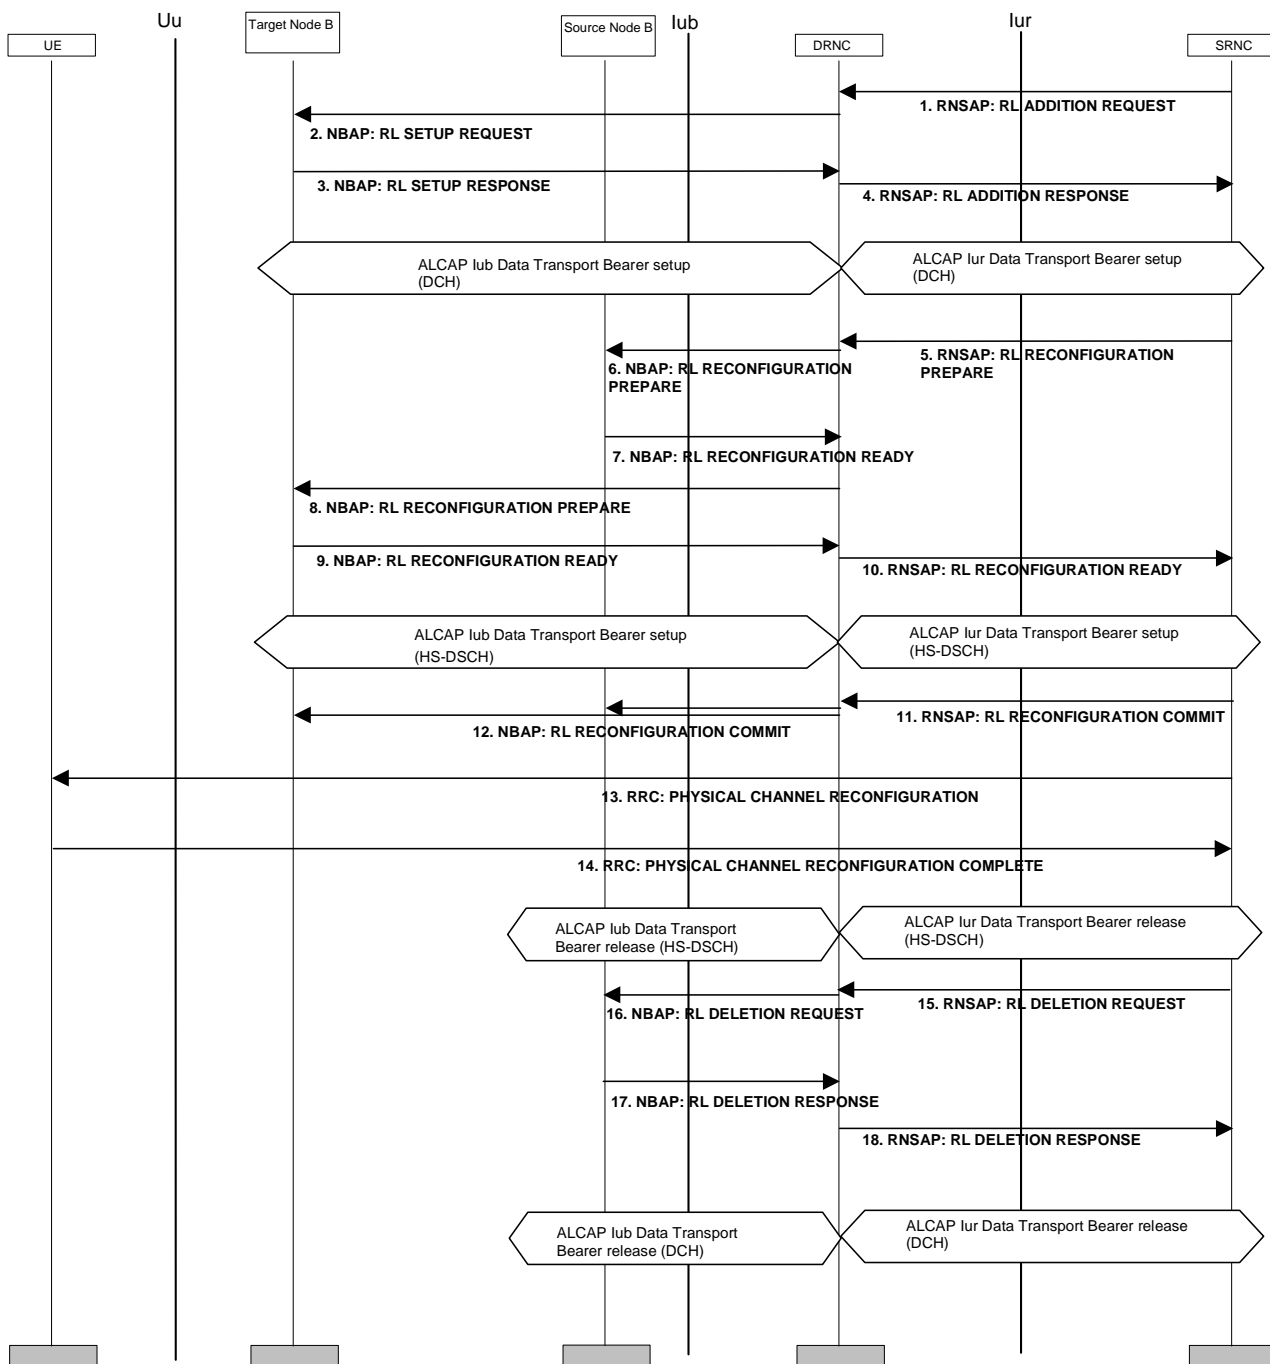 Uu
Target Node B
Source Node B
Iub
Iur
UE
DRNC
SRNC
1. RNSAP: RL ADDITION REQUEST
2. NBAP: RL SETUP REQUEST
3. NBAP: RL SETUP RESPONSE
4. RNSAP: RL ADDITION RESPONSE
ALCAP Iub Data Transport Bearer setup
(DCH)
ALCAP Iur Data Transport Bearer setup
(DCH)
5. RNSAP: RL RECONFIGURATION
PREPARE
6. NBAP: RL RECONFIGURATION
PREPARE
7. NBAP: RL RECONFIGURATION READY
8. NBAP: RL RECONFIGURATION PREPARE
9. NBAP: RL RECONFIGURATION READY
10. RNSAP: RL RECONFIGURATION READY
ALCAP Iub Data Transport Bearer setup
(HS-DSCH)
ALCAP Iur Data Transport Bearer setup
(HS-DSCH)
11. RNSAP: RL RECONFIGURATION COMMIT
12. NBAP: RL RECONFIGURATION COMMIT
13. RRC: PHYSICAL CHANNEL RECONFIGURATION
14. RRC: PHYSICAL CHANNEL RECONFIGURATION COMPLETE
ALCAP Iub Data Transport
Bearer release (HS-DSCH)
ALCAP Iur Data Transport Bearer release
(HS-DSCH)
15. RNSAP: RL DELETION REQUEST
16. NBAP: RL DELETION REQUEST
17. NBAP: RL DELETION RESPONSE
18. RNSAP: RL DELETION RESPONSE
ALCAP Iub Data Transport
Bearer release (DCH)
ALCAP Iur Data Transport Bearer release
(DCH)